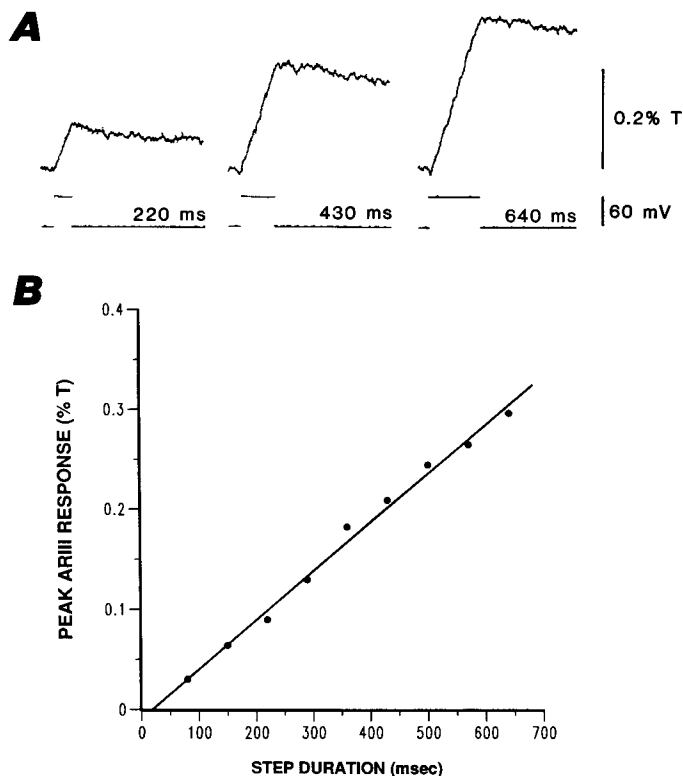 A
0.2% T
220 ms
430 ms
640 ms
60 mV
B
0.4
0.3
0.2
0.1
0
PEAK ARIII RESPONSE (% T)
0 100 200 300 400 500 600 700
STEP DURATION (msec)